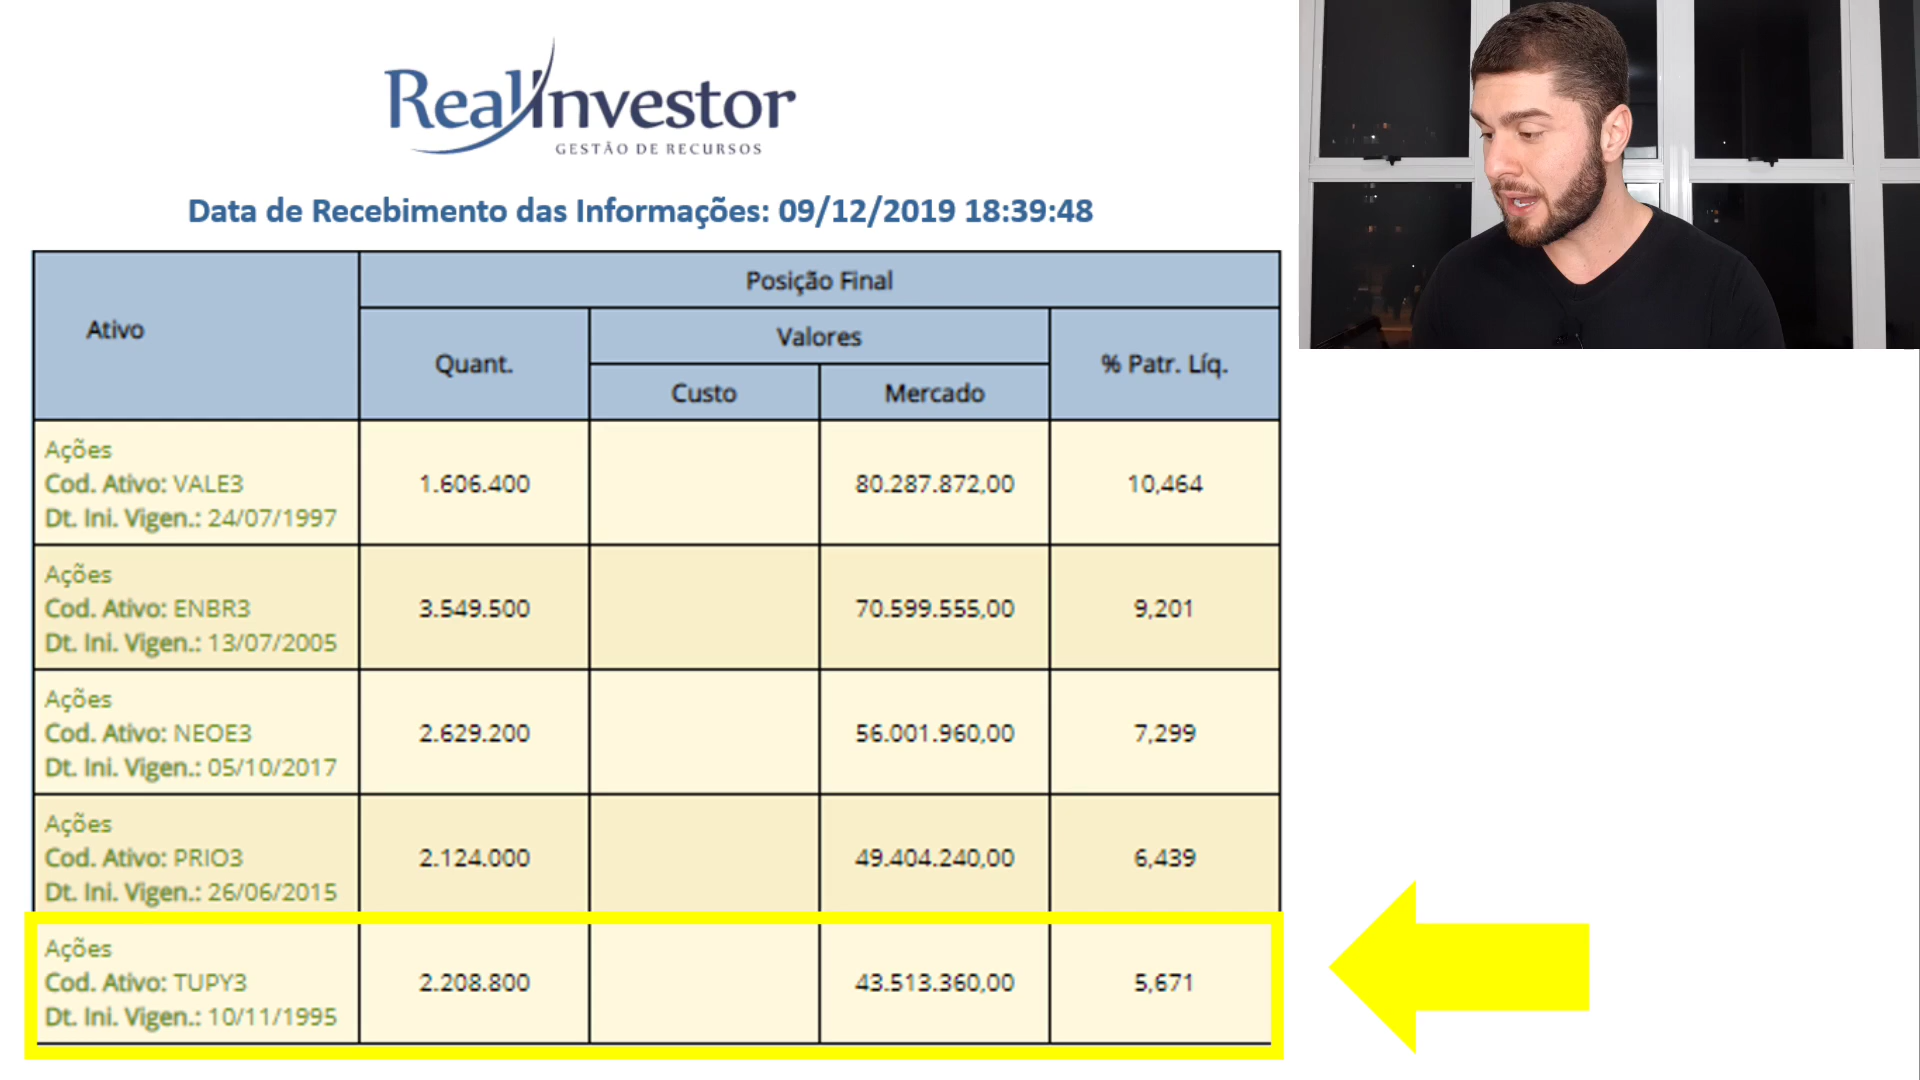 Real Investor
GESTÃO DE RECURSOS
Data de Recebimento das Informações: 09/12/2019 18:39:48
Ativo
Posição Final
Quant.
Valores
% Patr. Líq.
Custo
Mercado
Ações
Cod. Ativo: VALE3
Dt. Ini. Vigen.: 24/07/1997
1.606.400
80.287.872,00
10,464
Ações
Cod. Ativo: ENBR3
Dt. Ini. Vigen.: 13/07/2005
3.549.500
70.599.555,00
9,201
Ações
Cod. Ativo: NEOE3
Dt. Ini. Vigen.: 05/10/2017
2.629.200
56.001.960,00
7,299
Ações
Cod. Ativo: PRIO3
Dt. Ini. Vigen.: 26/06/2015
2.124.000
49.404.240,00
6,439
Ações
Cod. Ativo: TUPY3
Dt. Ini. Vigen.: 10/11/1995
2.208.800
43.513.360,00
5,671